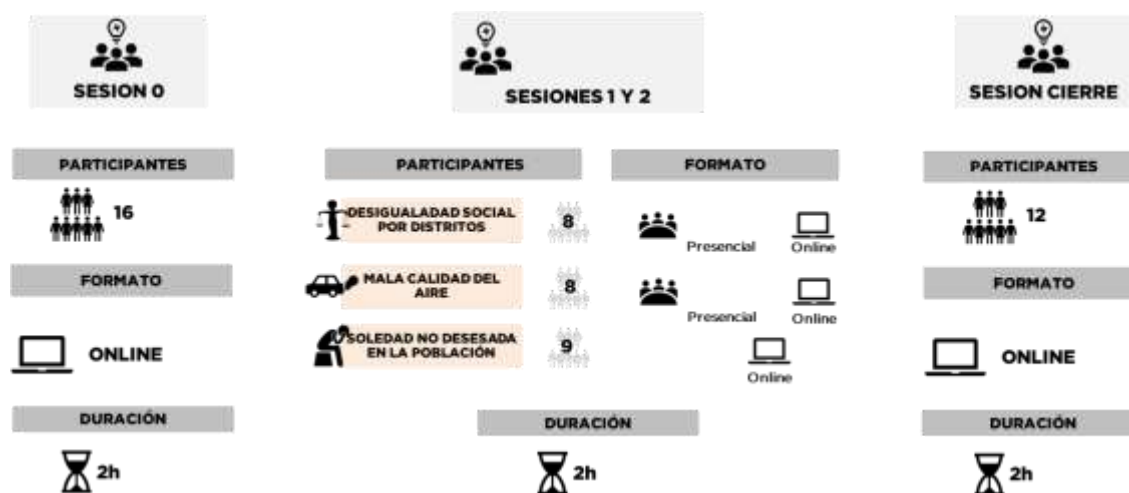 SESION 0
PARTICIPANTES
16
FORMATO
ONLINE
DURACIÓN
2h
SESIONES 1 Y 2
PARTICIPANTES
FORMATO
DESIGUALADAD SOCIAL
POR DISTRITOS
8
Presencial
Online
MALA CALIDAD DEL
AIRE
8
Presencial
Online
SOLEDAD NO DESESADA
EN LA POBLACIÓN
9
Online
DURACIÓN
2h
SESION CIERRE
PARTICIPANTES
12
FORMATO
ONLINE
DURACIÓN
2h